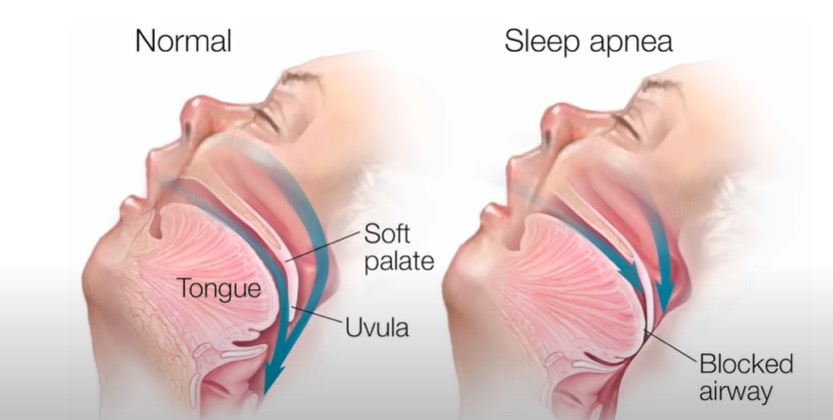 Normal
Sleep apnea
Soft
palate
Tongue
Uvula
Blocked
airway